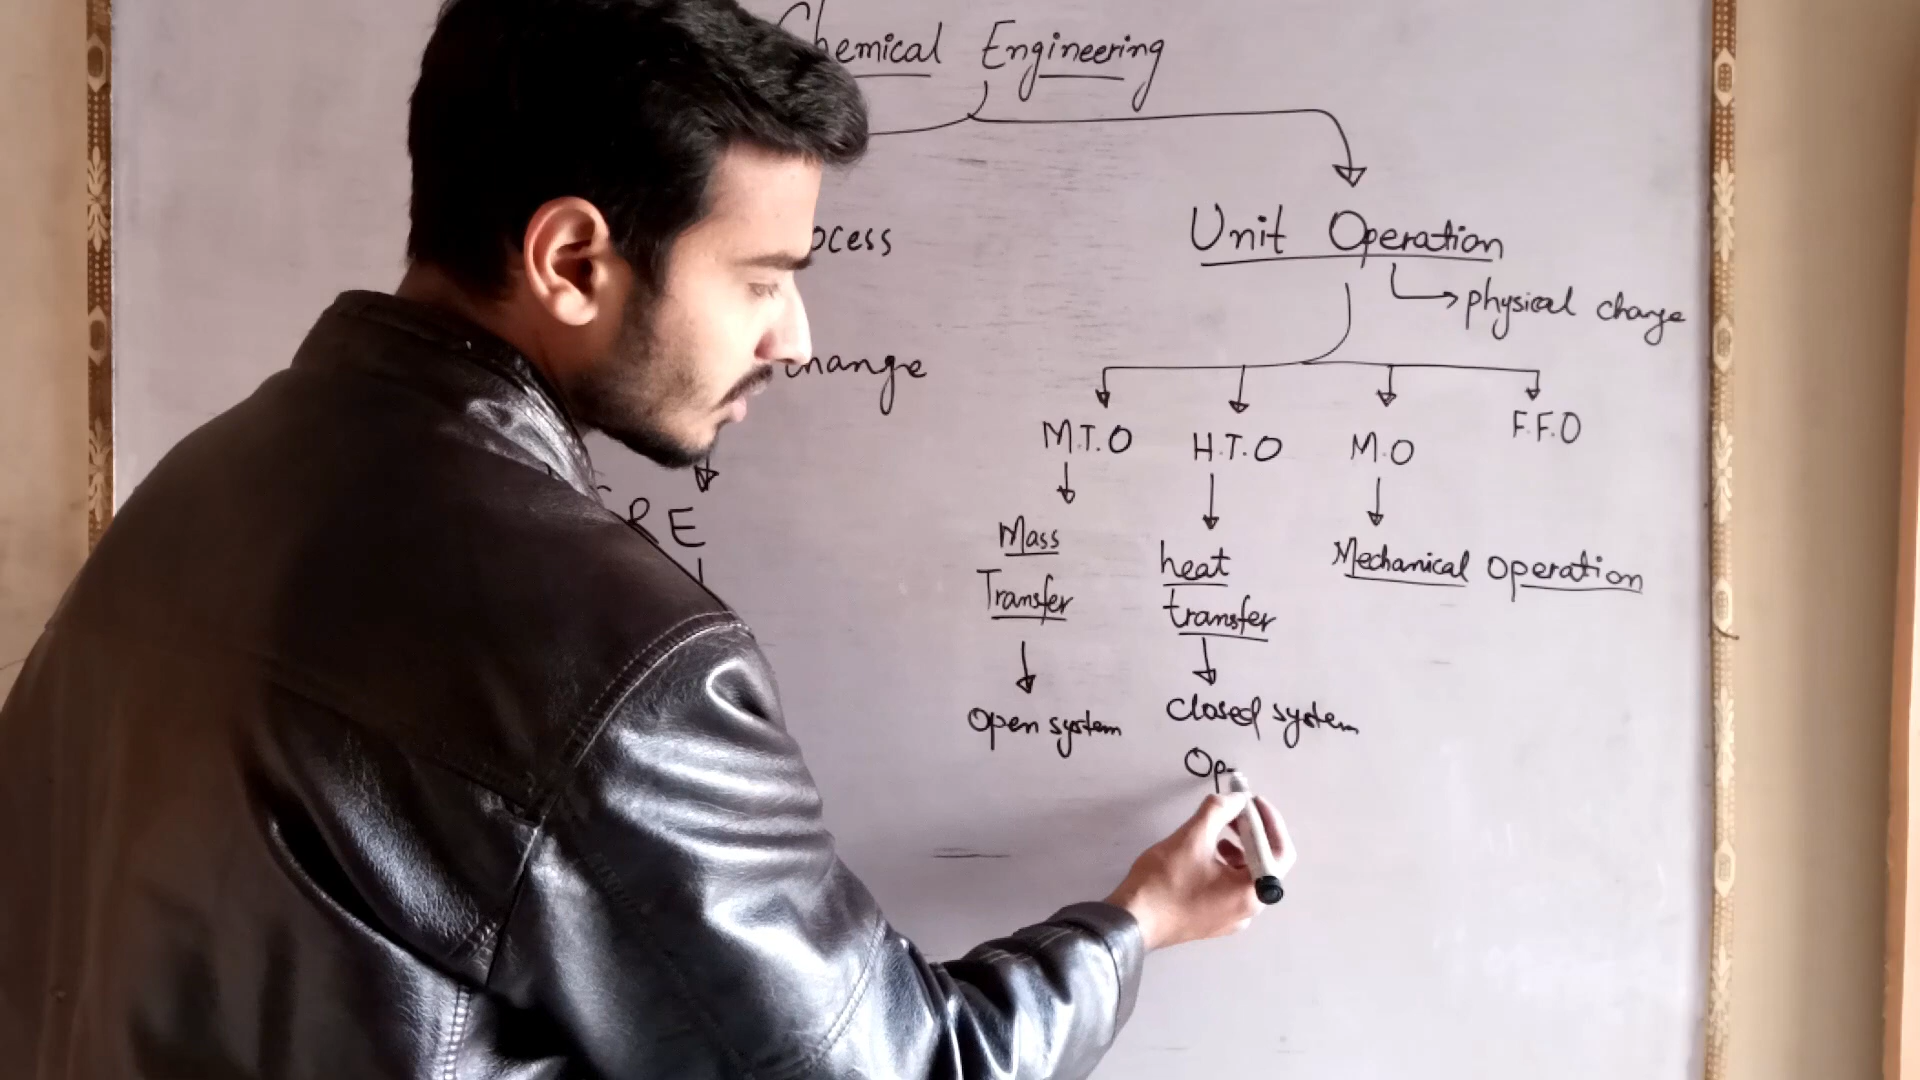 Chemical Engineering
ocess
Unit Operation
physical change
change
M.T.O
H.T.O
M.O
F.F.O
RE
Mass
Transfer
heat
transfer
Mechanical Operation
Open system
Closed system
Op